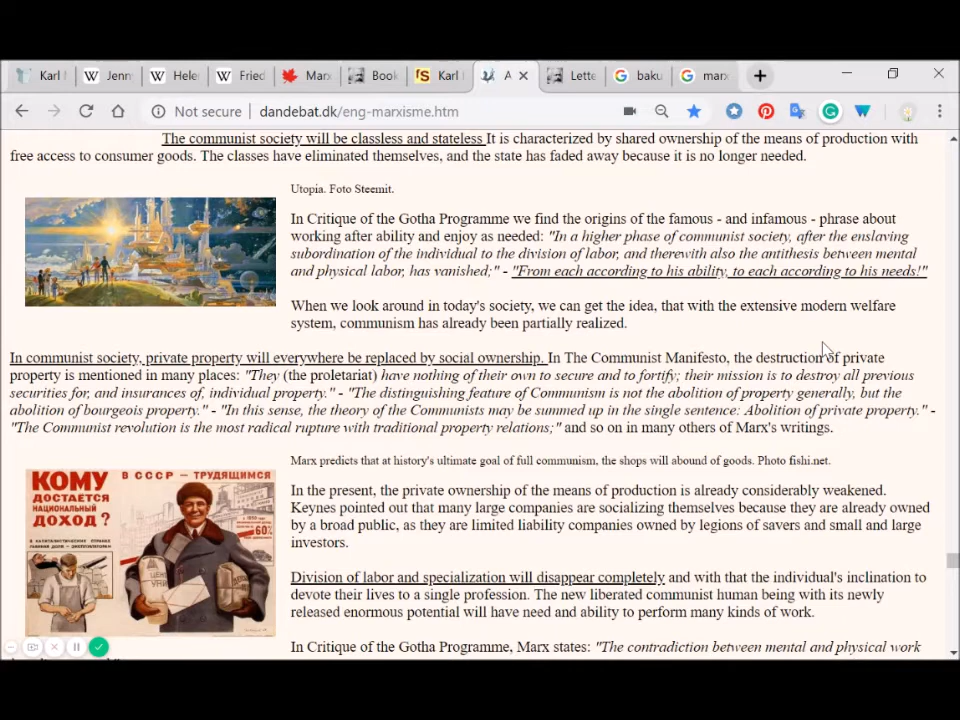 Karl
Jenn
Hele
Fried
Marx
Book
Karl
A
Lette
baku
marx
Not secure | dandebat.dk/eng-marxisme.htm
The communist society will be classless and stateless It is characterized by shared ownership of the means of production with
free access to consumer goods. The classes have eliminated themselves, and the state has faded away because it is no longer needed.
Utopia. Foto Steemit.
In Critique of the Gotha Programme we find the origins of the famous - and infamous - phrase about
working after ability and enjoy as needed: "In a higher phase of communist society, after the enslaving
subordination of the individual to the division of labor, and therewith also the antithesis between mental
and physical labor, has vanished;" - "From each according to his ability, to each according to his needs!"
When we look around in today's society, we can get the idea, that with the extensive modern welfare
system, communism has already been partially realized.
In communist society, private property will everywhere be replaced by social ownership. In The Communist Manifesto, the destruction of private
property is mentioned in many places: "They (the proletariat) have nothing of their own to secure and to fortify; their mission is to destroy all previous
securities for, and insurances of, individual property." - "The distinguishing feature of Communism is not the abolition of property generally, but the
abolition of bourgeois property." - "In this sense, the theory of the Communists may be summed up in the single sentence: Abolition of private property." -
"The Communist revolution is the most radical rupture with traditional property relations;" and so on in many others of Marx's writings.
Marx predicts that at history's ultimate goal of full communism, the shops will abound of goods. Photo fishi.net.
КОМУ
ДОСТАЕТСЯ
НАЦИОНАЛЬНЫЙ
ДОХОД?
В СССР – ТРУДЯЩИМСЯ
60%
In the present, the private ownership of the means of production is already considerably weakened.
Keynes pointed out that many large companies are socializing themselves because they are already owned
by a broad public, as they are limited liability companies owned by legions of savers and small and large
investors.
Division of labor and specialization will disappear completely and with that the individual's inclination to
devote their lives to a single profession. The new liberated communist human being with its newly
released enormous potential will have need and ability to perform many kinds of work.
In Critique of the Gotha Programme, Marx states: "The contradiction between mental and physical work